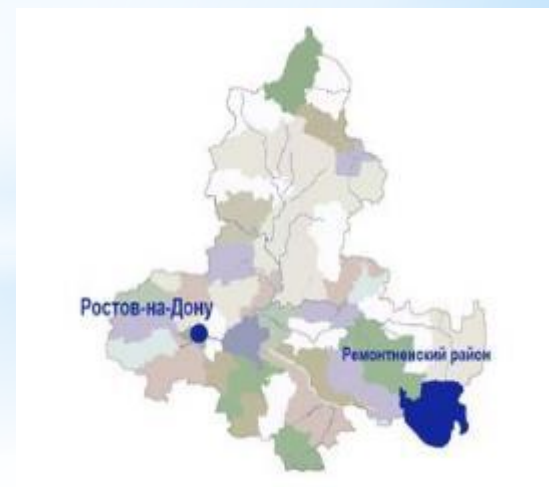 Ростов-на-Дону
Ремонтненский район